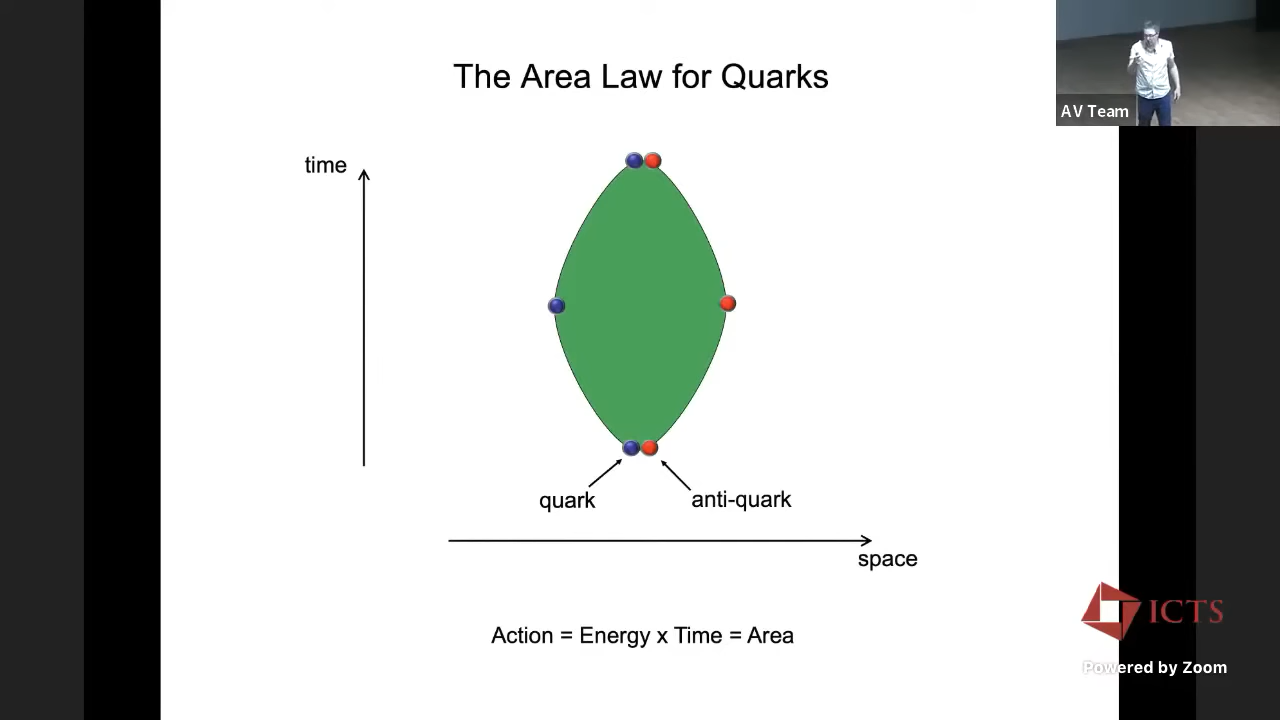 The Area Law for Quarks
AV Team
time
quark
anti-quark
space
Action = Energy x Time = Area
ICTS
Powered by Zoom